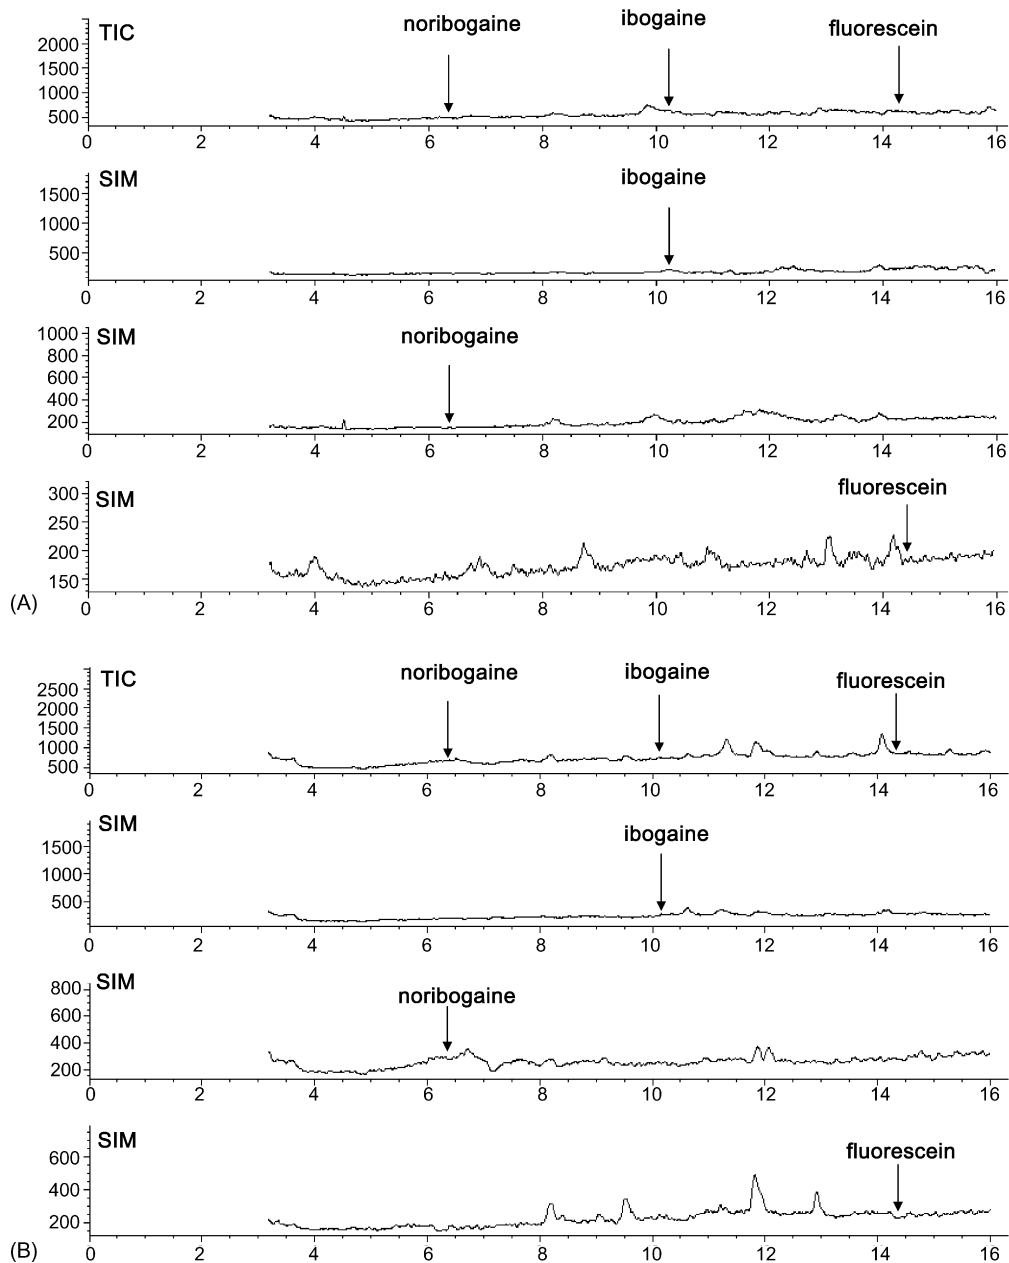 TIC noribogaine ibogaine fluorescein
2000
1500
1000
500
0 2 4 6 8 10 12 14 16
SIM ibogaine
1500
1000
500
0 2 4 6 8 10 12 14 16
SIM noribogaine
1000
800
600
400
200
0 2 4 6 8 10 12 14 16
SIM fluorescein
300
250
200
150
(A)
0 2 4 6 8 10 12 14 16
TIC noribogaine ibogaine fluorescein
2500
2000
1500
1000
500
0 2 4 6 8 10 12 14 16
SIM ibogaine
1500
1000
500
0 2 4 6 8 10 12 14 16
SIM noribogaine
800
600
400
200
0 2 4 6 8 10 12 14 16
SIM fluorescein
600
400
200
(B) 0 2 4 6 8 10 12 14 16